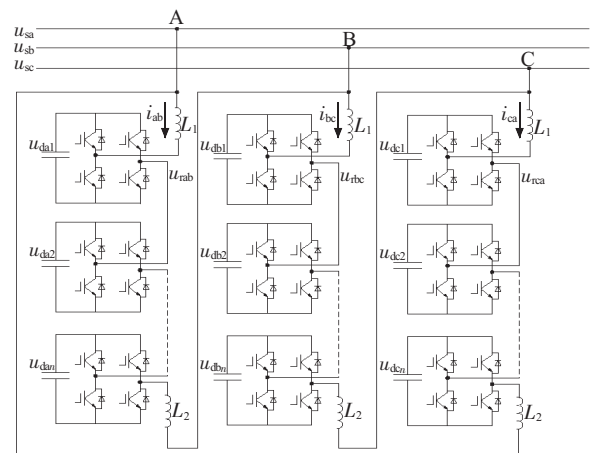 A
u_sa
B
u_sb
C
u_sc
i_ab L_1 i_bc L_1 i_ca L_1
u_da1 u_db1 u_dc1
u_rab u_rbc u_rca
u_da2 u_db2 u_dc2
u_dan u_dbn u_dcn
L_2 L_2 L_2